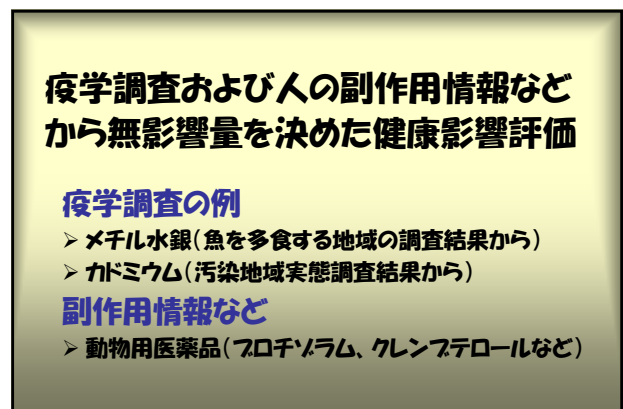 疫学調査および人の副作用情報など
から無影響量を決めた健康影響評価
疫学調査の例
➢ メチル水銀(魚を多食する地域の調査結果から)
➢ カドミウム(汚染地域実態調査結果から)
副作用情報など
➢ 動物用医薬品(ブロチゾラム、クレンブテロールなど)